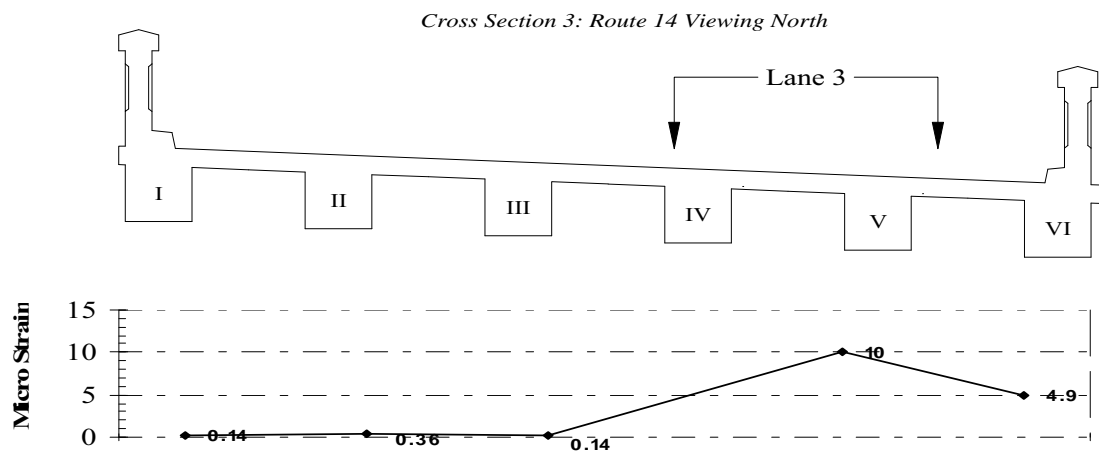 Cross Section 3: Route 14 Viewing North
Lane 3
I II III IV V VI
Micro Strain
15
10
5
0
0.14 0.36 0.14 10 4.9